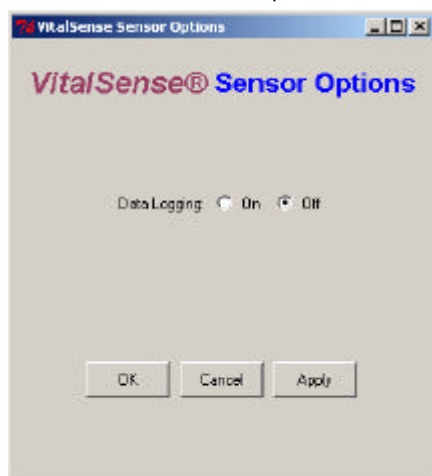 VitalSense Sensor Options
VitalSense® Sensor Options
Data Logging: On Off
OK Cancel Apply